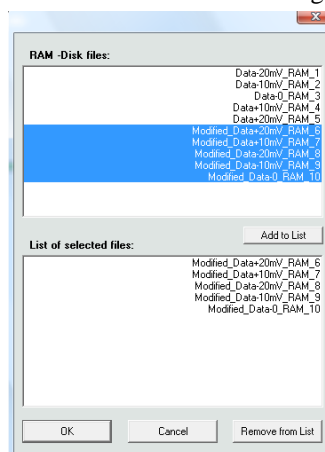 RAM -Disk files:
Data-20mV_RAM_1
Data-10mV_RAM_2
Data-0_RAM_3
Data+10mV_RAM_4
Data+20mV_RAM_5
Modified_Data+20mV_RAM_6
Modified_Data+10mV_RAM_7
Modified_Data-20mV_RAM_8
Modified_Data-10mV_RAM_9
Modified_Data-0_RAM_10
Add to List
List of selected files:
Modified_Data+20mV_RAM_6
Modified_Data+10mV_RAM_7
Modified_Data-20mV_RAM_8
Modified_Data-10mV_RAM_9
Modified_Data-0_RAM_10
OK
Cancel
Remove from List